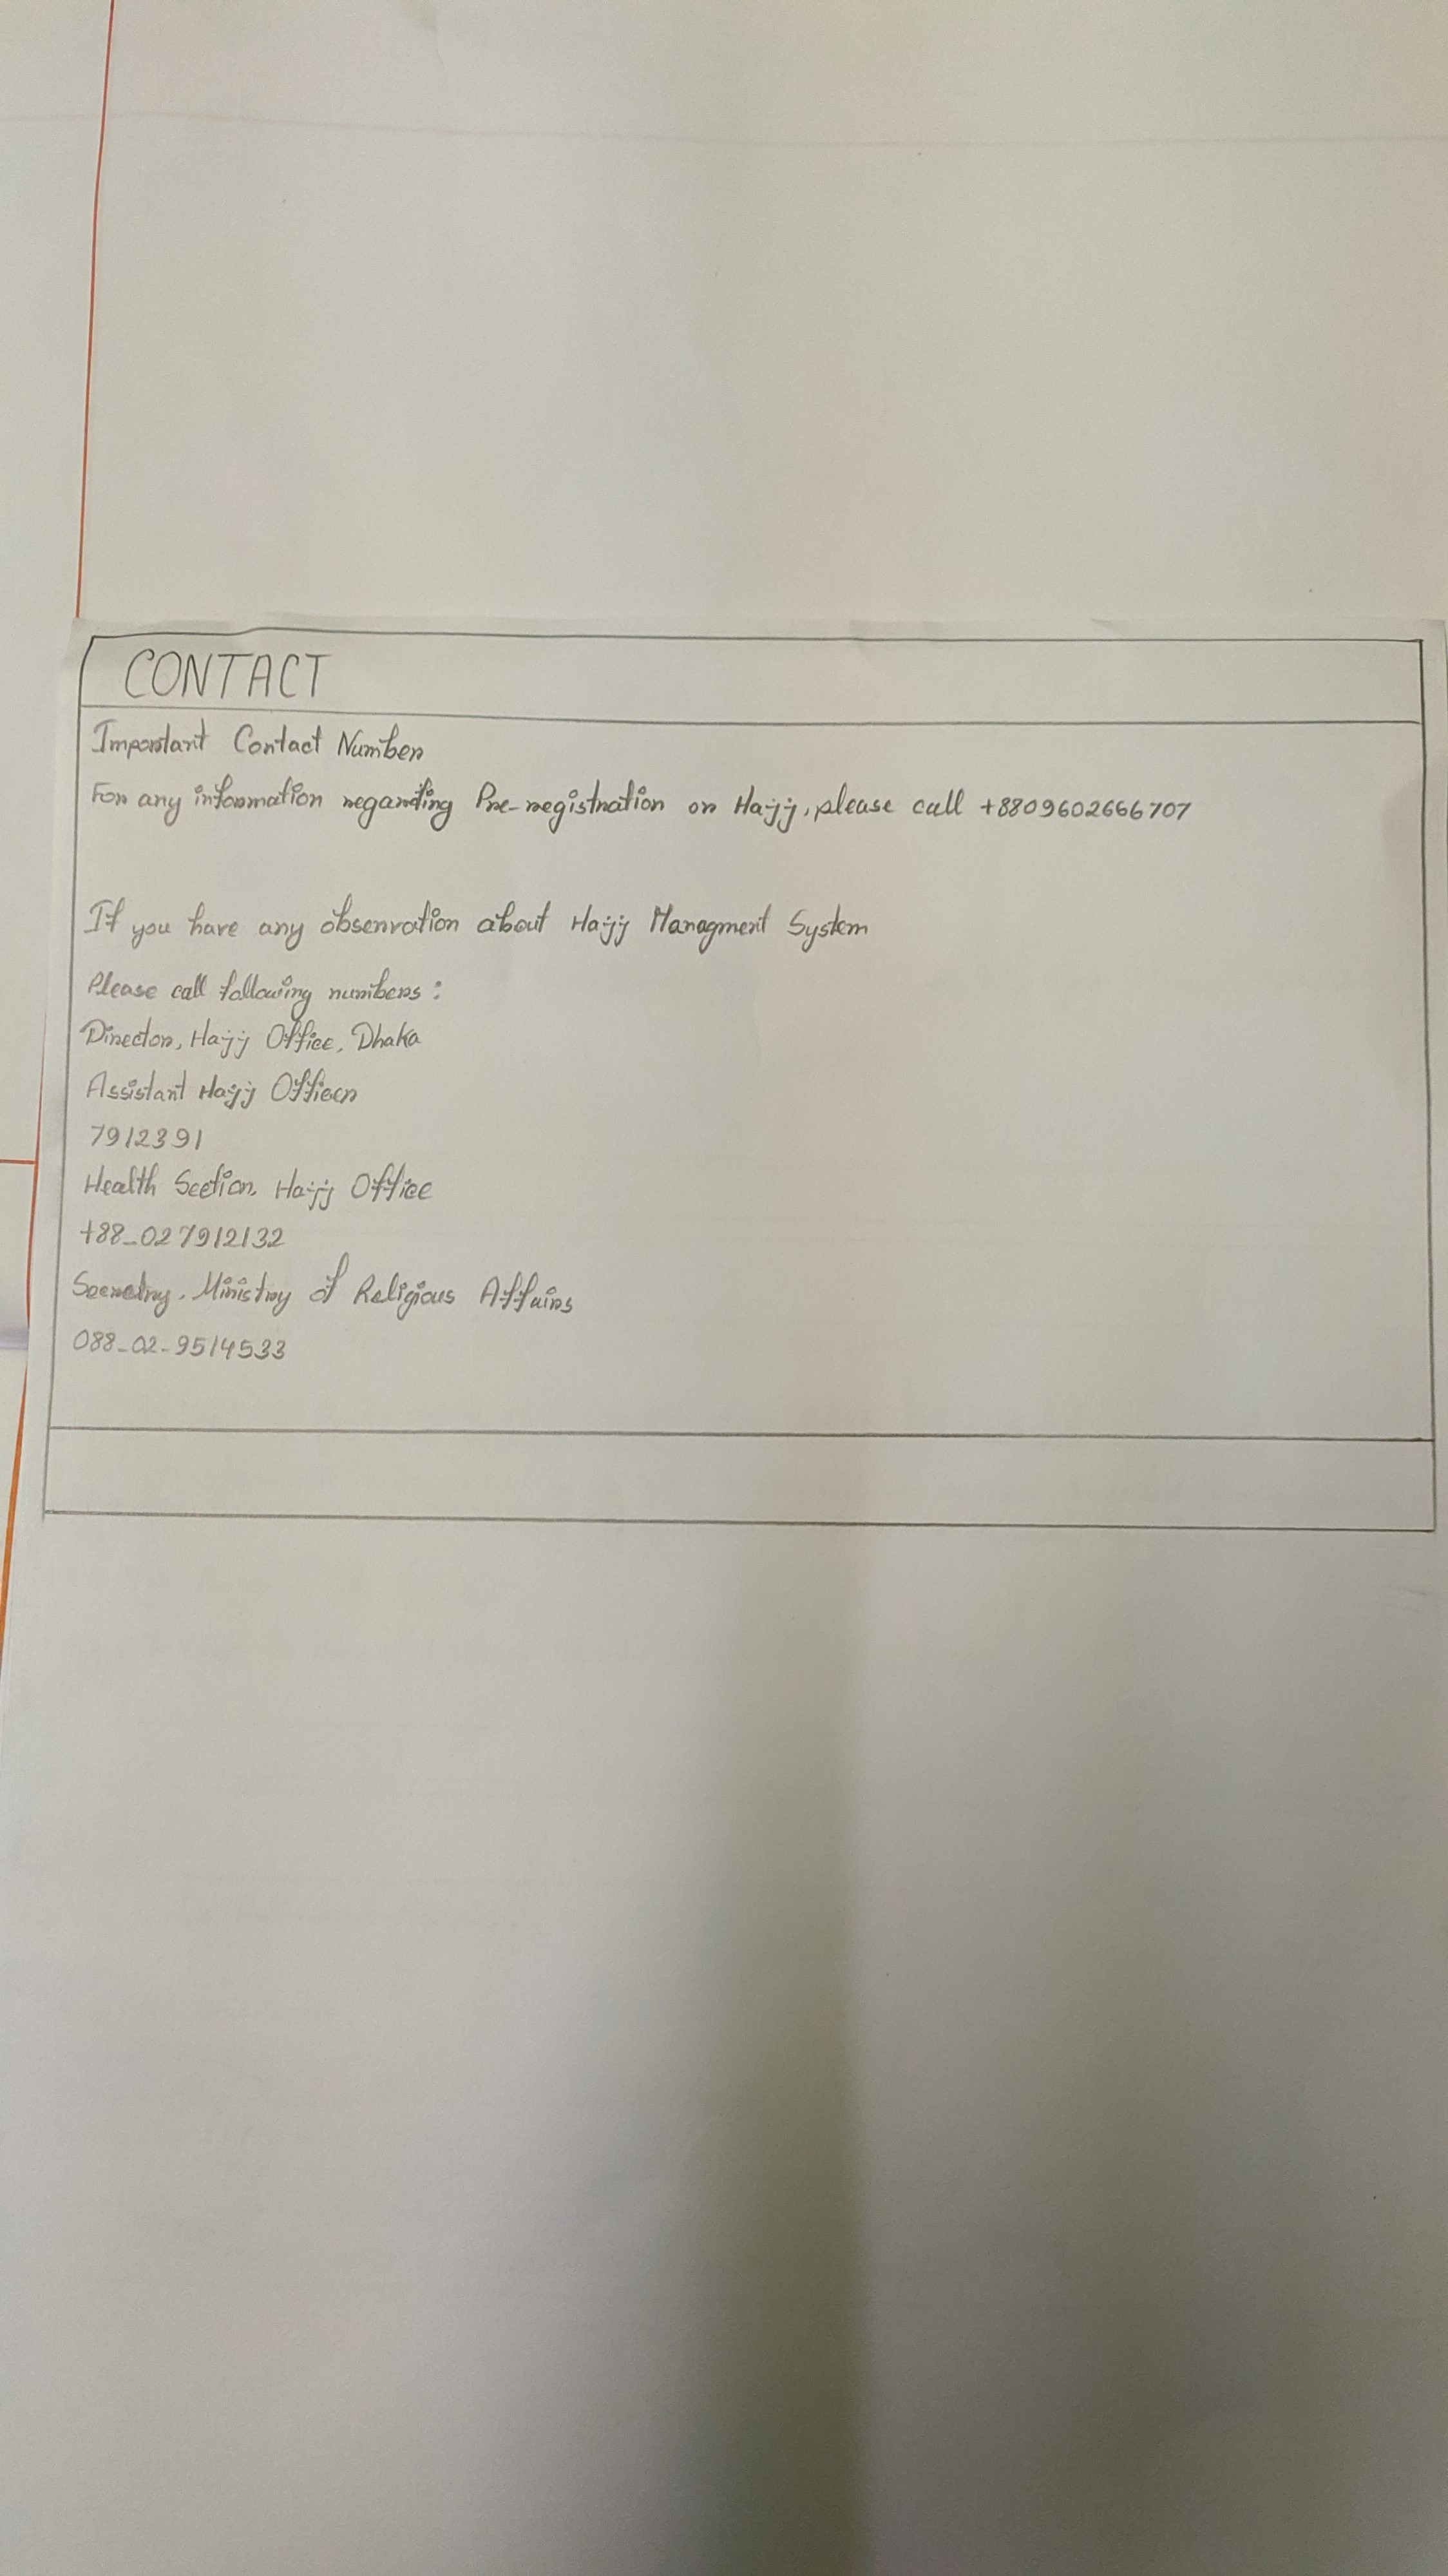 CONTACT
Important Contact Number
For any information regarding Pre-registration or Hajj, please call +8809602666707
If you have any observation about Hajj Managment System
Please call following numbers:
Director, Hajj Office, Dhaka
Assistant Hajj Officer
7912391
Health Section, Hajj Office
+88-027912132
Secretry, Ministry of Religious Affairs
088-02-9514533